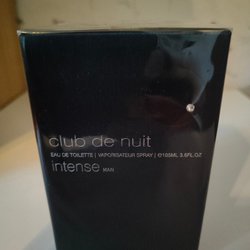 club de nuit
EAU DE TOILETTE | VAPORISATEUR SPRAY | ℮105ML 3.6FL.OZ
intense MAN